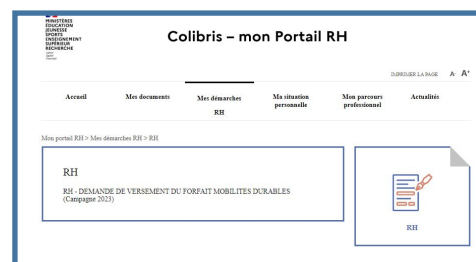 MINISTÈRES
ÉDUCATION
JEUNESSE
SPORTS
ENSEIGNEMENT
SUPÉRIEUR
RECHERCHE
Colibris – mon Portail RH
IMPRIMER LA PAGE A- A+
Accueil Mes documents Mes démarches RH Ma situation personnelle Mon parcours professionnel Actualités
Mon portail RH > Mes démarches RH > RH
RH
RH - DEMANDE DE VERSEMENT DU FORFAIT MOBILITES DURABLES
(Campagne 2023)
RH